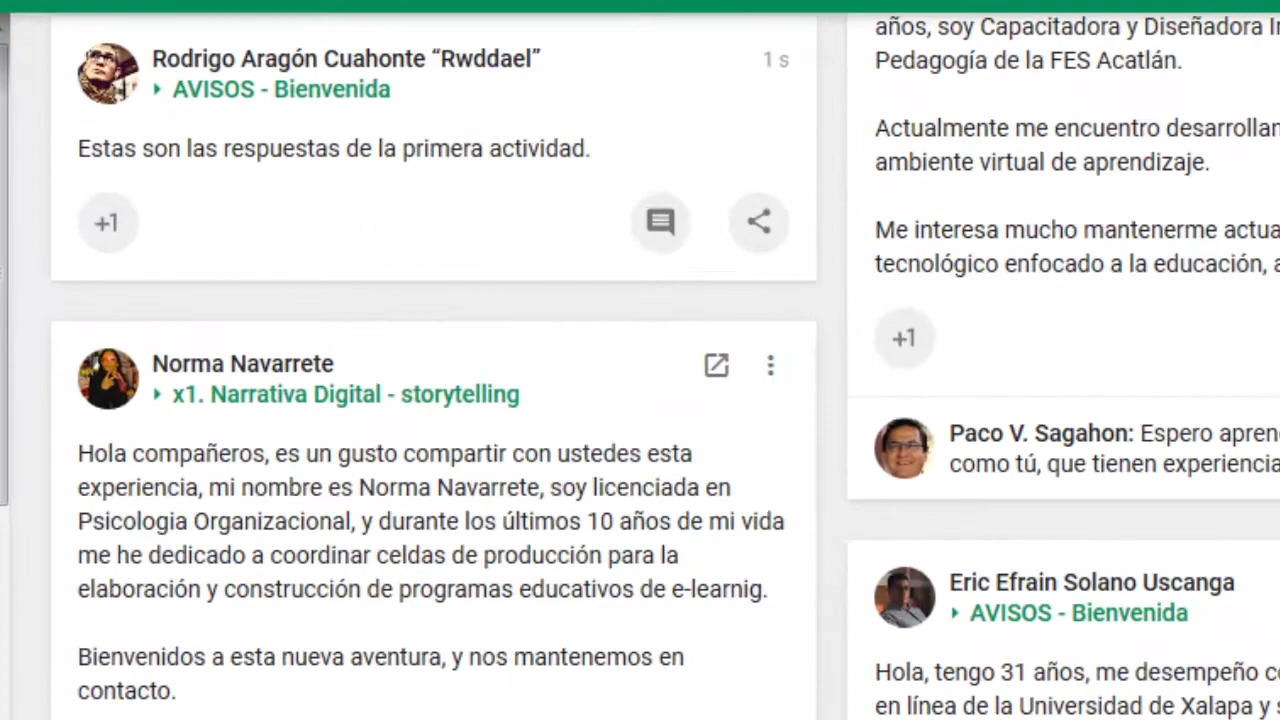 Rodrigo Aragón Cuahonte “Rwddael”
1 s
AVISOS - Bienvenida
Estas son las respuestas de la primera actividad.
+1
Norma Navarrete
x1. Narrativa Digital - storytelling
Hola compañeros, es un gusto compartir con ustedes esta
experiencia, mi nombre es Norma Navarrete, soy licenciada en
Psicologia Organizacional, y durante los últimos 10 años de mi vida
me he dedicado a coordinar celdas de producción para la
elaboración y construcción de programas educativos de e-learnig.
Bienvenidos a esta nueva aventura, y nos mantenemos en
contacto.
años, soy Capacitadora y Diseñadora
Pedagogía de la FES Acatlán.
Actualmente me encuentro
ambiente virtual de aprendizaje.
Me interesa mucho mantenerme
tecnológico enfocado a la educación,
+1
Paco V. Sagahon: Espero
como tú, que tienen
Eric Efrain Solano Uscanga
AVISOS - Bienvenida
Hola, tengo 31 años, me desempeño
en línea de la Universidad de Xalapa y